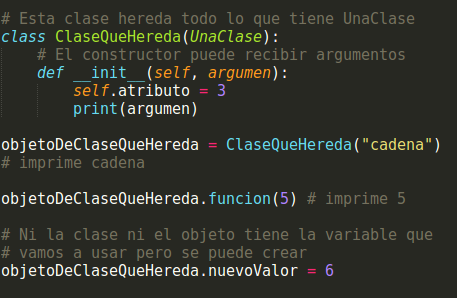 # Esta clase hereda todo lo que tiene UnaClase
class ClaseQueHereda(UnaClase):
    # El constructor puede recibir argumentos
    def __init__(self, argumen):
        self.atributo = 3
        print(argumen)

objetoDeClaseQueHereda = ClaseQueHereda("cadena")
# imprime cadena

objetoDeClaseQueHereda.funcion(5) # imprime 5

# Ni la clase ni el objeto tiene la variable que
# vamos a usar pero se puede crear
objetoDeClaseQueHereda.nuevoValor = 6